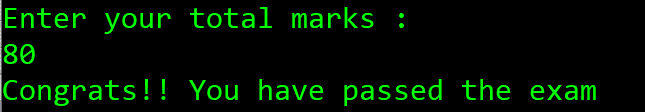 Enter your total marks :
80
Congrats!! You have passed the exam